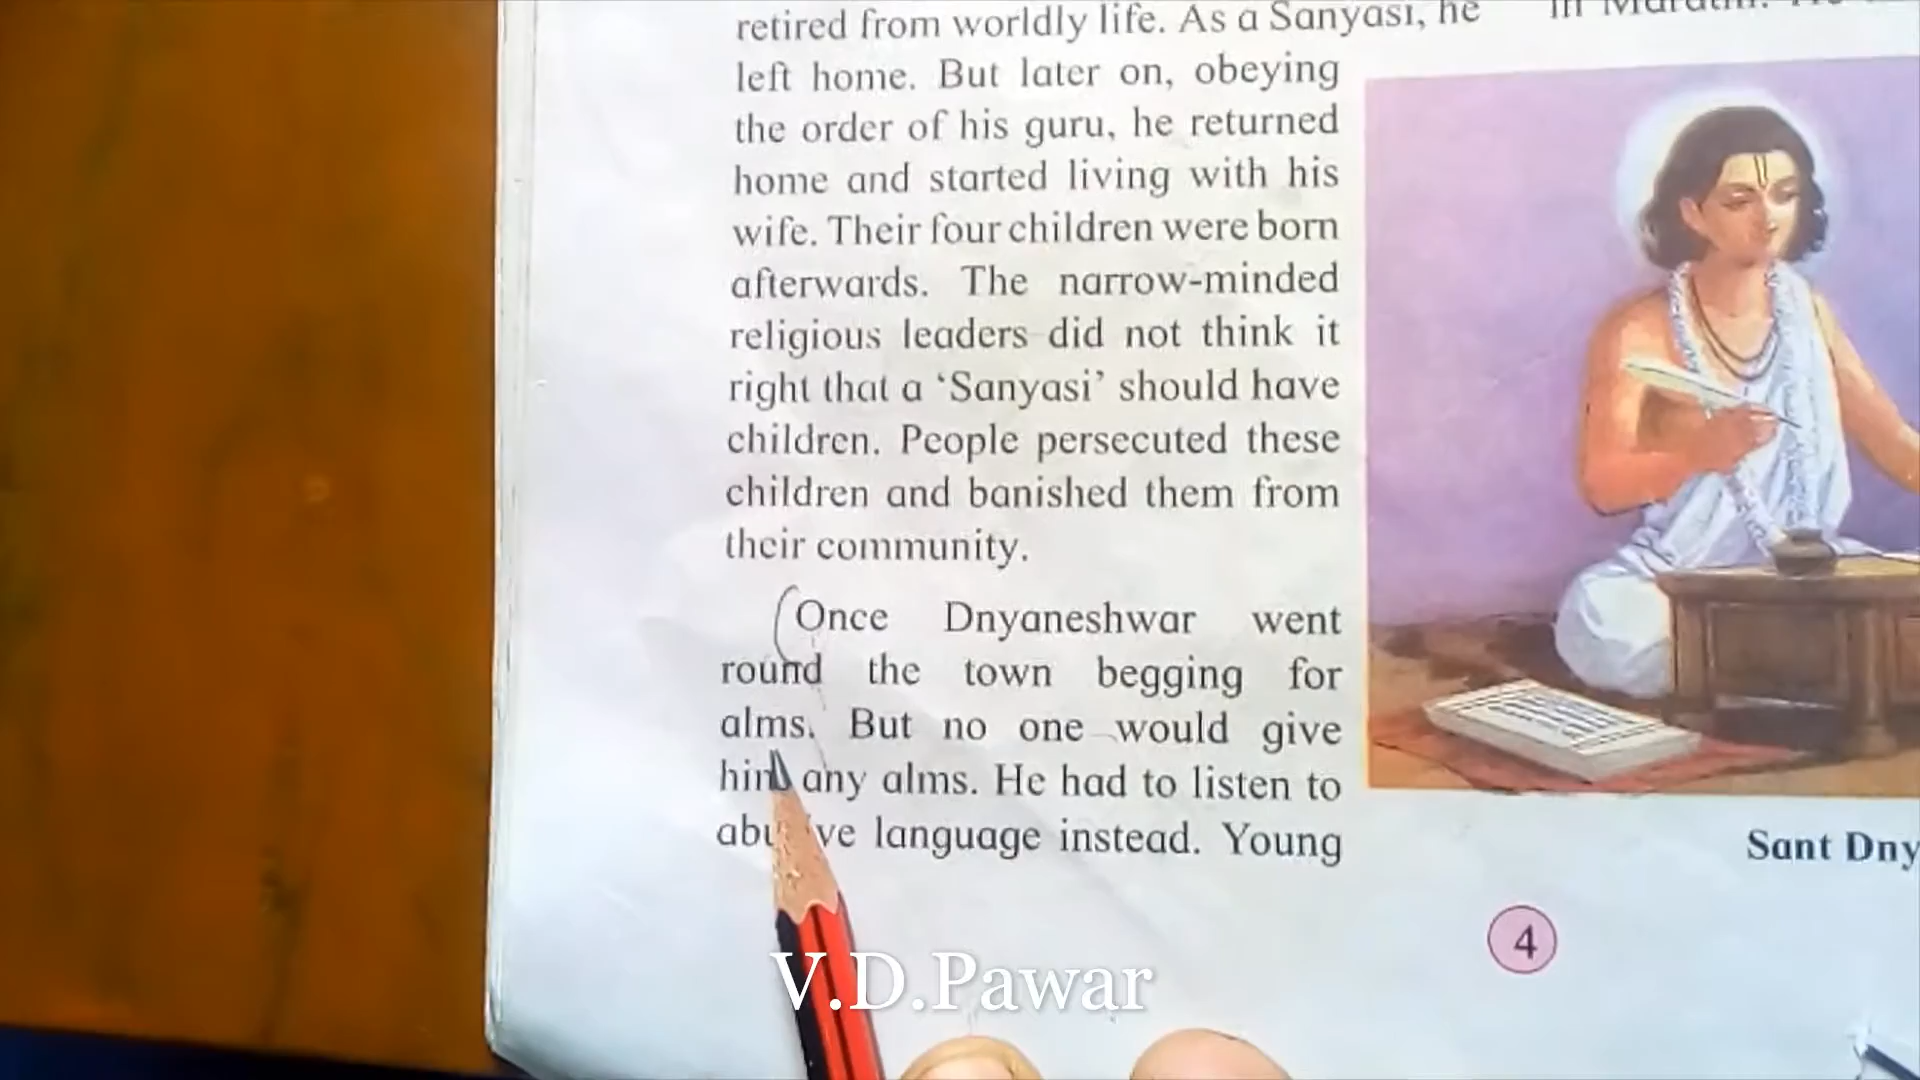 retired from worldly life. As a Sanyasi, he
left home. But later on, obeying
the order of his guru, he returned
home and started living with his
wife. Their four children were born
afterwards. The narrow-minded
religious leaders did not think it
right that a ‘Sanyasi’ should have
children. People persecuted these
children and banished them from
their community.
Once Dnyaneshwar went
round the town begging for
alms. But no one would give
him any alms. He had to listen to
language instead. Young
in
Sant
4
V.D.Pawar